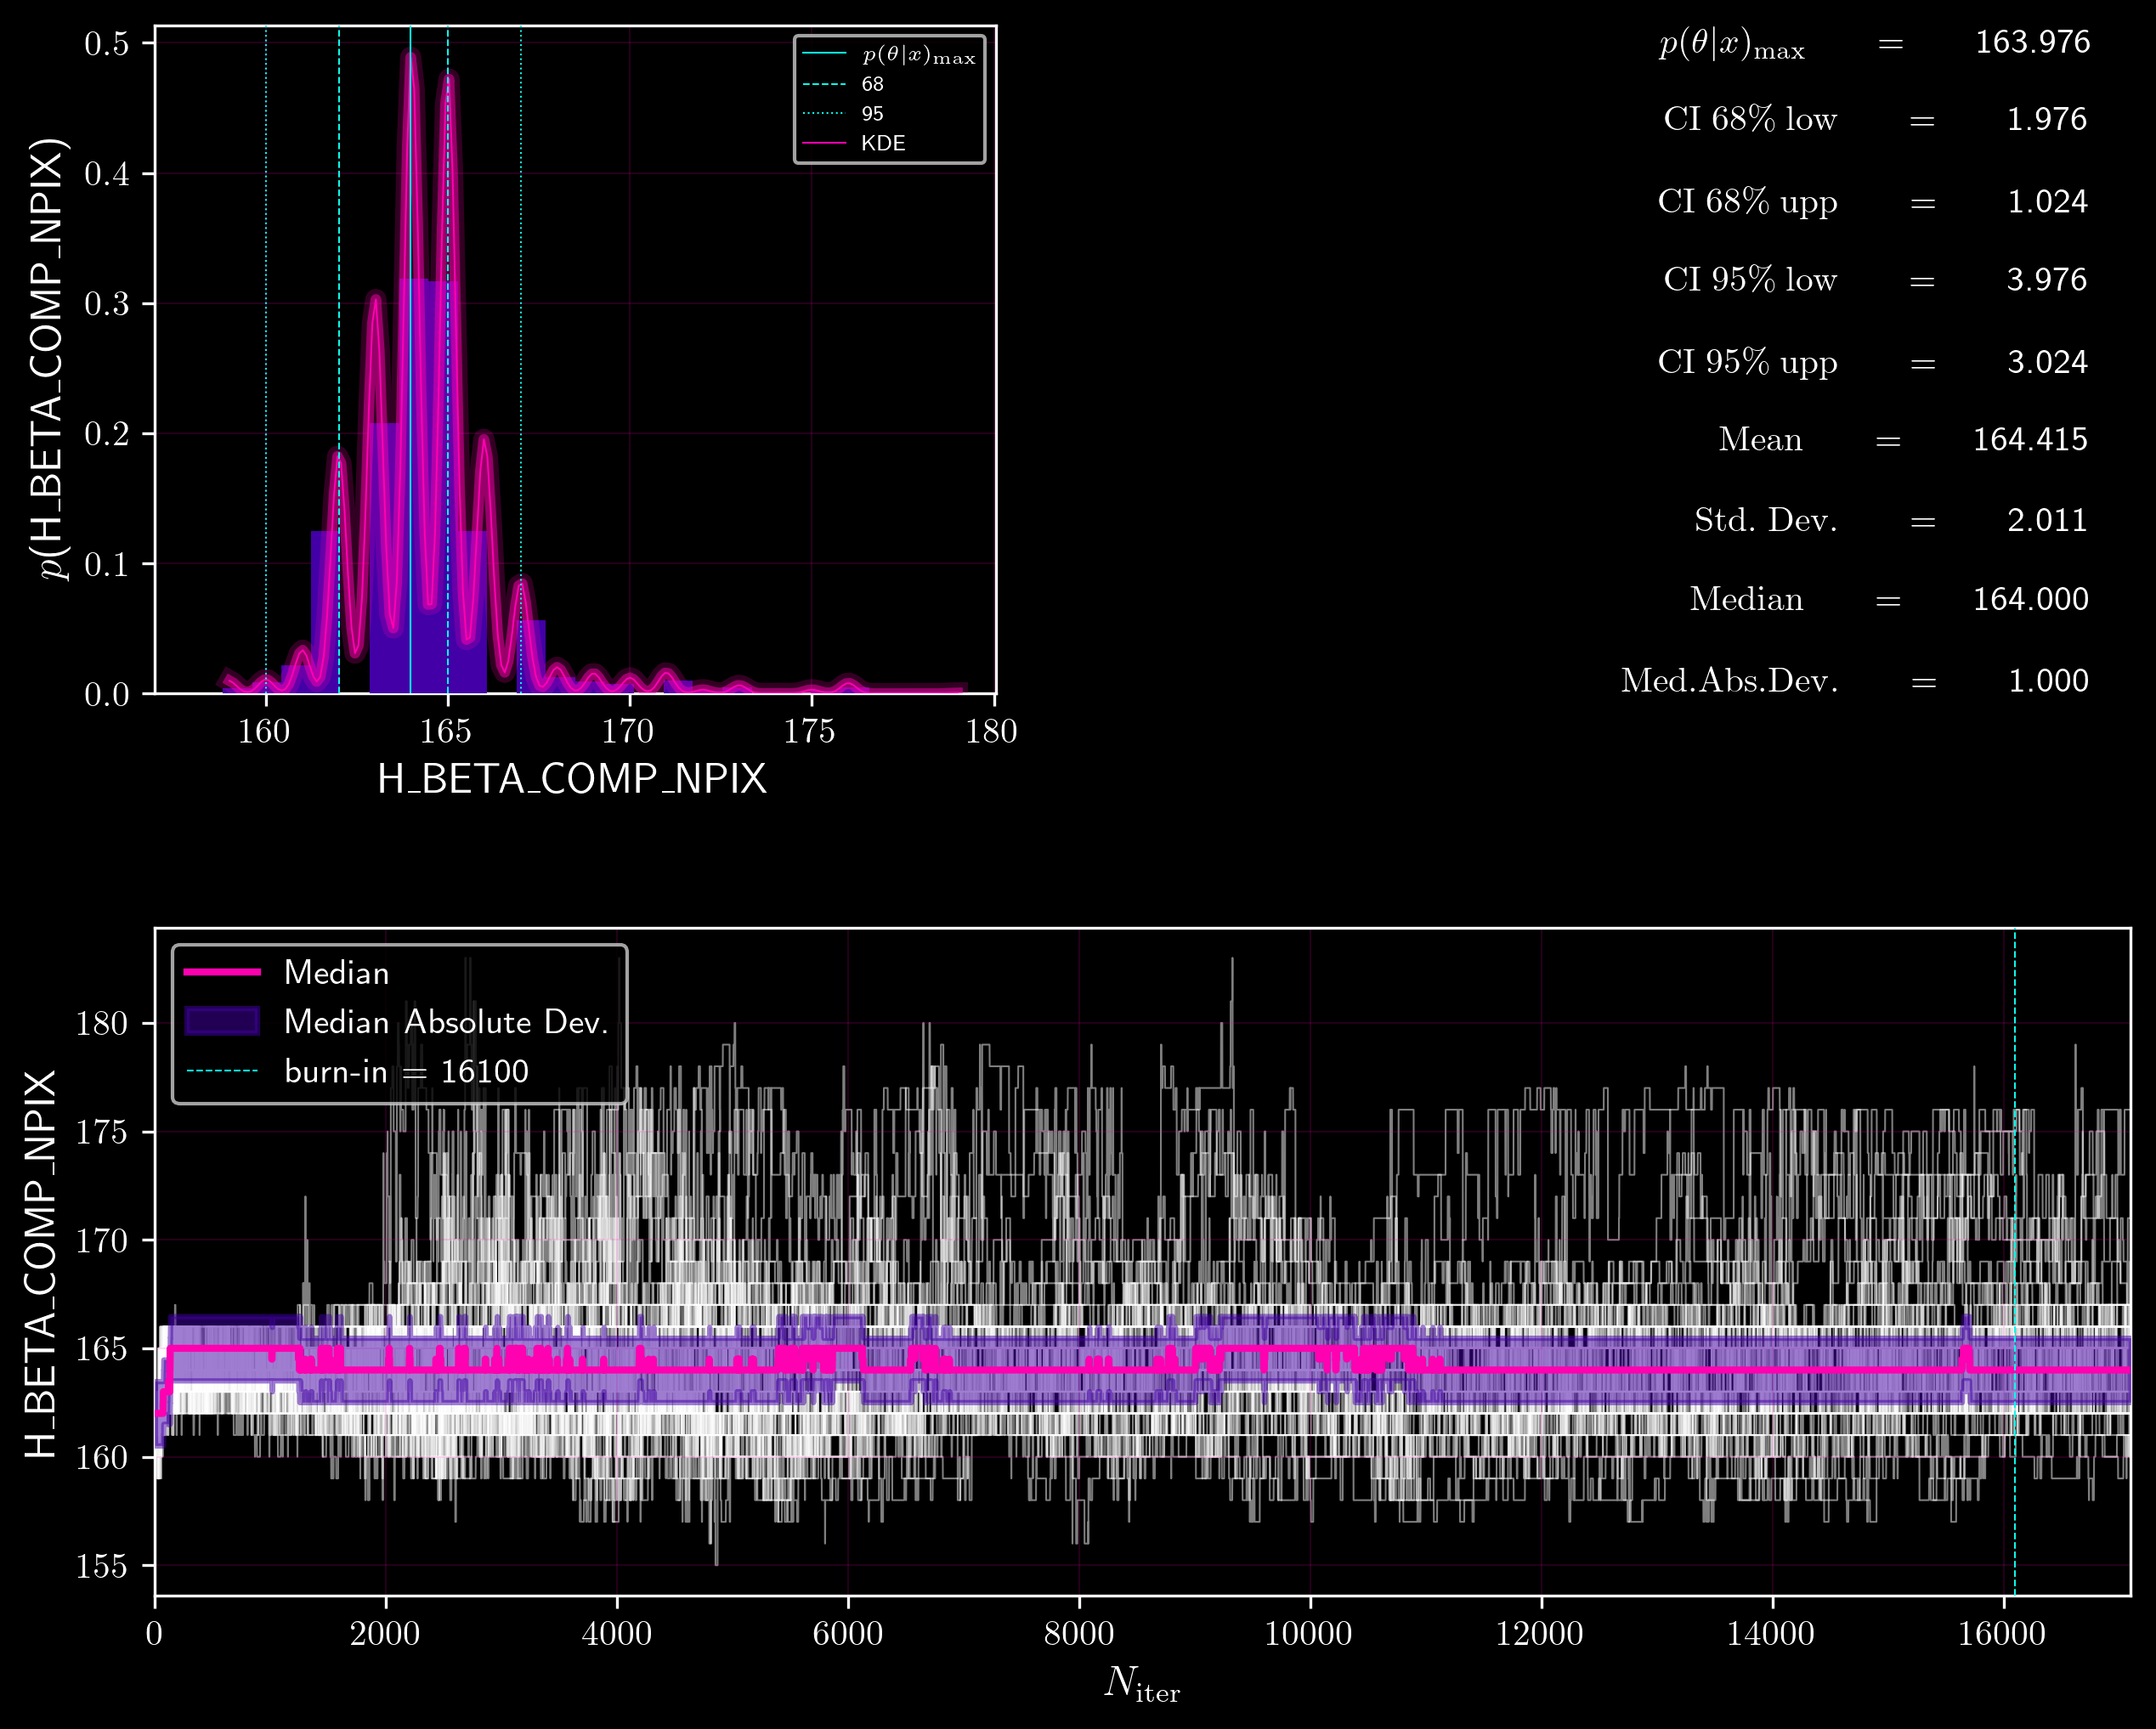 p(H_BETA_COMP_NPIX)
0.5
0.4
0.3
0.2
0.1
0.0
160 165 170 175 180
H_BETA_COMP_NPIX
p(θ|x)max
68
95
KDE
p(θ|x)max = 163.976
CI 68% low = 1.976
CI 68% upp = 1.024
CI 95% low = 3.976
CI 95% upp = 3.024
Mean = 164.415
Std. Dev. = 2.011
Median = 164.000
Med.Abs.Dev. = 1.000
H_BETA_COMP_NPIX
180
175
170
165
160
155
Median
Median Absolute Dev.
burn-in = 16100
0 2000 4000 6000 8000 10000 12000 14000 16000
Niter